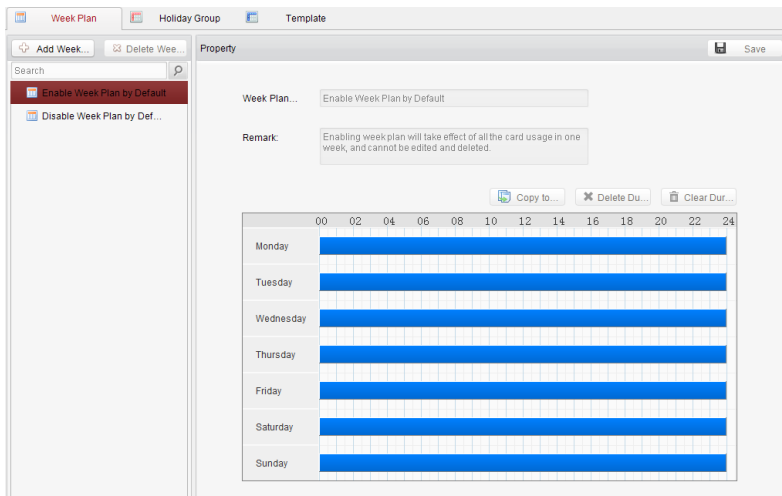 Week Plan
Holiday Group
Template
Add Week...
Delete Wee...
Property
Save
Search
Enable Week Plan by Default
Disable Week Plan by Def...
Week Plan...
Enable Week Plan by Default
Remark:
Enabling week plan will take effect of all the card usage in one
week, and cannot be edited and deleted.
Copy to...
Delete Du...
Clear Dur...
00 02 04 06 08 10 12 14 16 18 20 22 24
Monday
Tuesday
Wednesday
Thursday
Friday
Saturday
Sunday